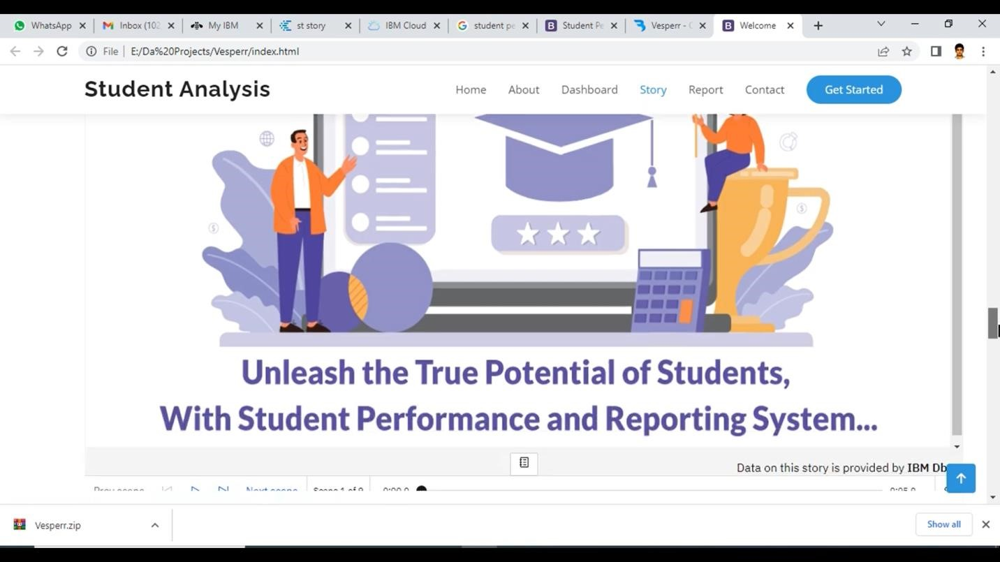 WhatsApp
Inbox (102
My IBM
st story
IBM Cloud
student pe
Student Pe
Vesperr - 
Welcome
File
E:/Da%20Projects/Vesperr/index.html
Student Analysis
Home
About
Dashboard
Story
Report
Contact
Get Started
Unleash the True Potential of Students,
With Student Performance and Reporting System...
Data on this story is provided by IBM Db
Prev scene
Next scene
Scene 1 of 9
0:00.0
0:05.0
Vesperr.zip
Show all